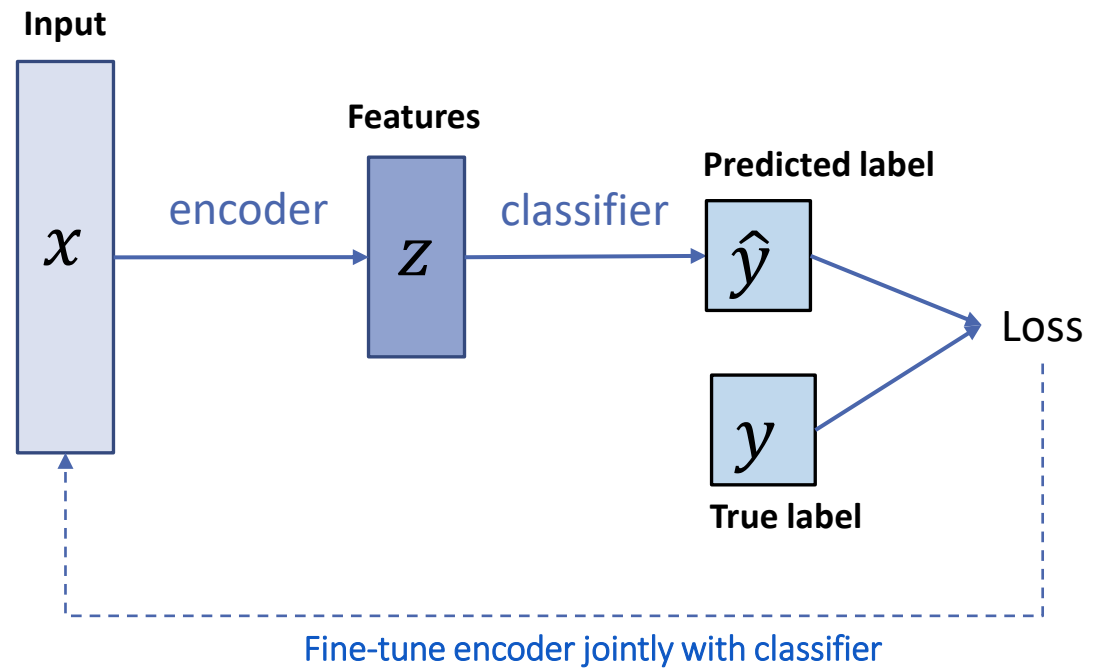 Input
Features
Predicted label
encoder
classifier
x
z
ŷ
Loss
y
True label
Fine-tune encoder jointly with classifier